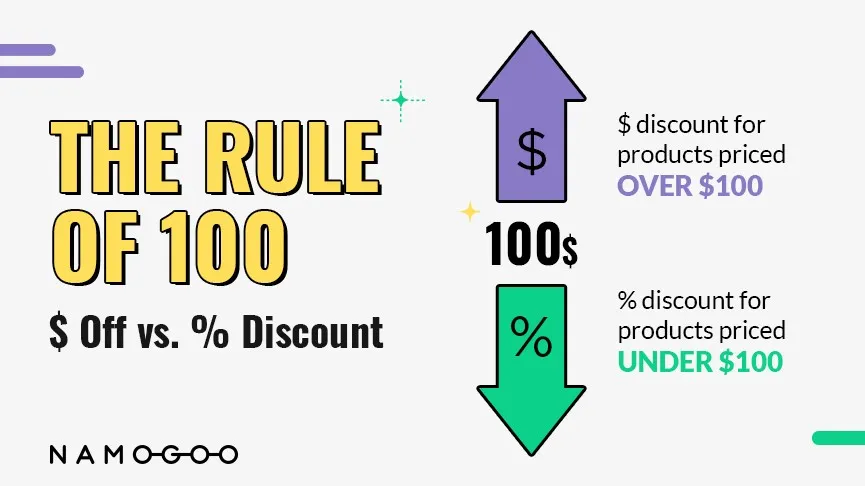 THE RULE
OF 100
$ Off vs. % Discount
NAMOGOO
$
100$
%
$ discount for
products priced
OVER $100
% discount for
products priced
UNDER $100